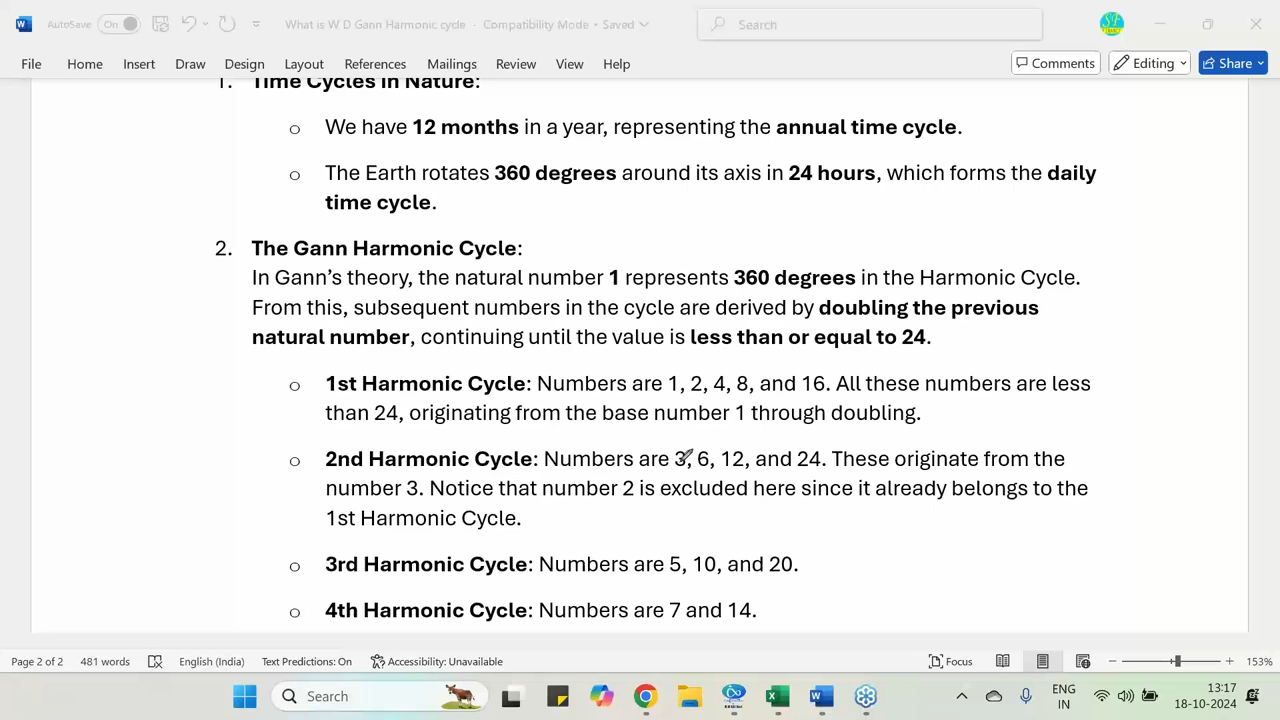 AutoSave On What is W D Gann Harmonic cycle - Compatibility Mode • Saved Search
File Home Insert Draw Design Layout References Mailings Review View Help Comments Editing Share
1. Time Cycles in Nature:
o We have 12 months in a year, representing the annual time cycle.
o The Earth rotates 360 degrees around its axis in 24 hours, which forms the daily
time cycle.
2. The Gann Harmonic Cycle:
In Gann’s theory, the natural number 1 represents 360 degrees in the Harmonic Cycle.
From this, subsequent numbers in the cycle are derived by doubling the previous
natural number, continuing until the value is less than or equal to 24.
o 1st Harmonic Cycle: Numbers are 1, 2, 4, 8, and 16. All these numbers are less
than 24, originating from the base number 1 through doubling.
o 2nd Harmonic Cycle: Numbers are 3, 6, 12, and 24. These originate from the
number 3. Notice that number 2 is excluded here since it already belongs to the
1st Harmonic Cycle.
o 3rd Harmonic Cycle: Numbers are 5, 10, and 20.
o 4th Harmonic Cycle: Numbers are 7 and 14.
Page 2 of 2 481 words English (India) Text Predictions: On Accessibility: Unavailable Focus 153%
Search ENG 13:17
IN 18-10-2024